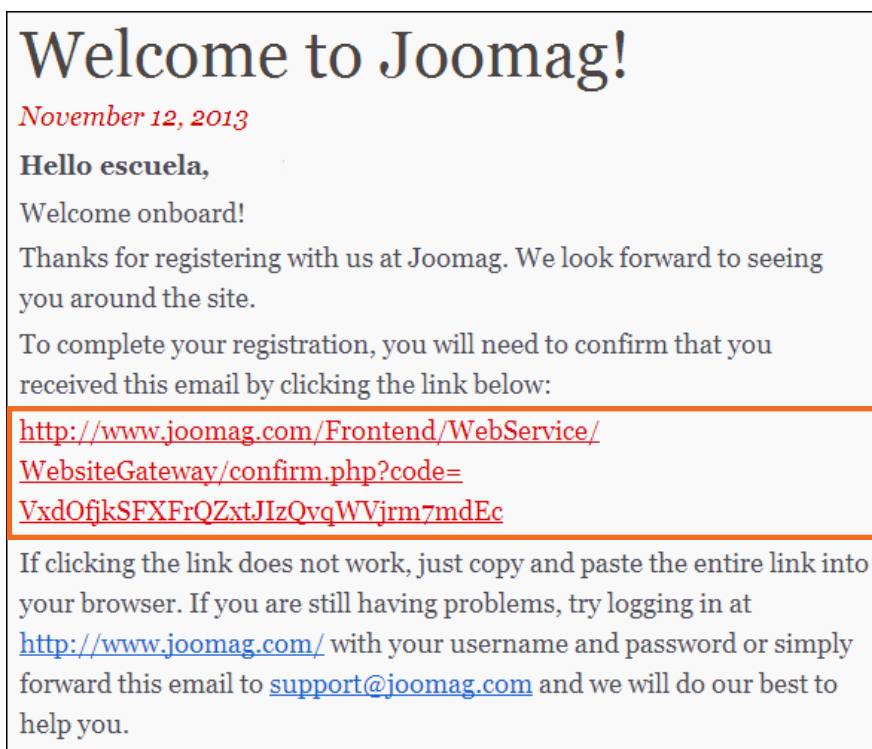 Welcome to Joomag!
November 12, 2013
Hello escuela,
Welcome onboard!
Thanks for registering with us at Joomag. We look forward to seeing
you around the site.
To complete your registration, you will need to confirm that you
received this email by clicking the link below:
http://www.joomag.com/Frontend/WebService/
WebsiteGateway/confirm.php?code=
VxdOfjkSFXFrQZxtJIzQvqWVjrm7mdEc
If clicking the link does not work, just copy and paste the entire link into
your browser. If you are still having problems, try logging in at
http://www.joomag.com/ with your username and password or simply
forward this email to support@joomag.com and we will do our best to
help you.